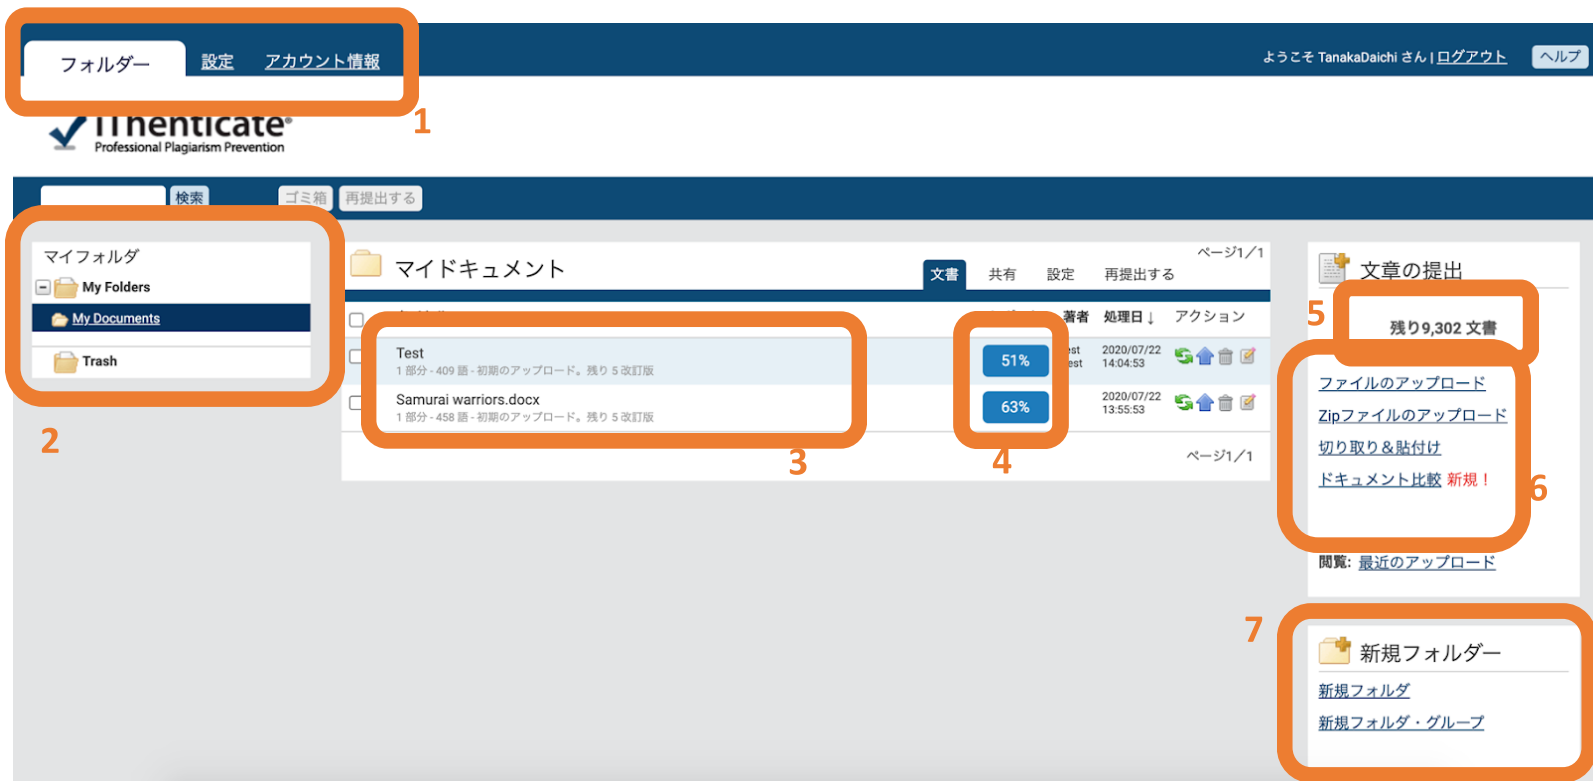 フォルダー 設定 アカウント情報
ようこそ TanakaDaichi さん | ログアウト ヘルプ
1
iThenticate®
Professional Plagiarism Prevention
検索 ゴミ箱 再提出する
マイフォルダ
My Folders
My Documents
Trash
2
マイドキュメント
ページ1/1
文書 共有 設定 再提出する
著者 処理日↓ アクション
Test
1 部分 - 409 語 - 初期のアップロード。残り 5 改訂版
51%
2020/07/22
14:04:53
Samurai warriors.docx
1 部分 - 458 語 - 初期のアップロード。残り 5 改訂版
63%
2020/07/22
13:55:53
3
4
ページ1/1
文章の提出
5
残り9,302 文書
ファイルのアップロード
Zipファイルのアップロード
切り取り&貼付け
ドキュメント比較 新規！
6
閲覧: 最近のアップロード
7
新規フォルダー
新規フォルダ
新規フォルダ・グループ